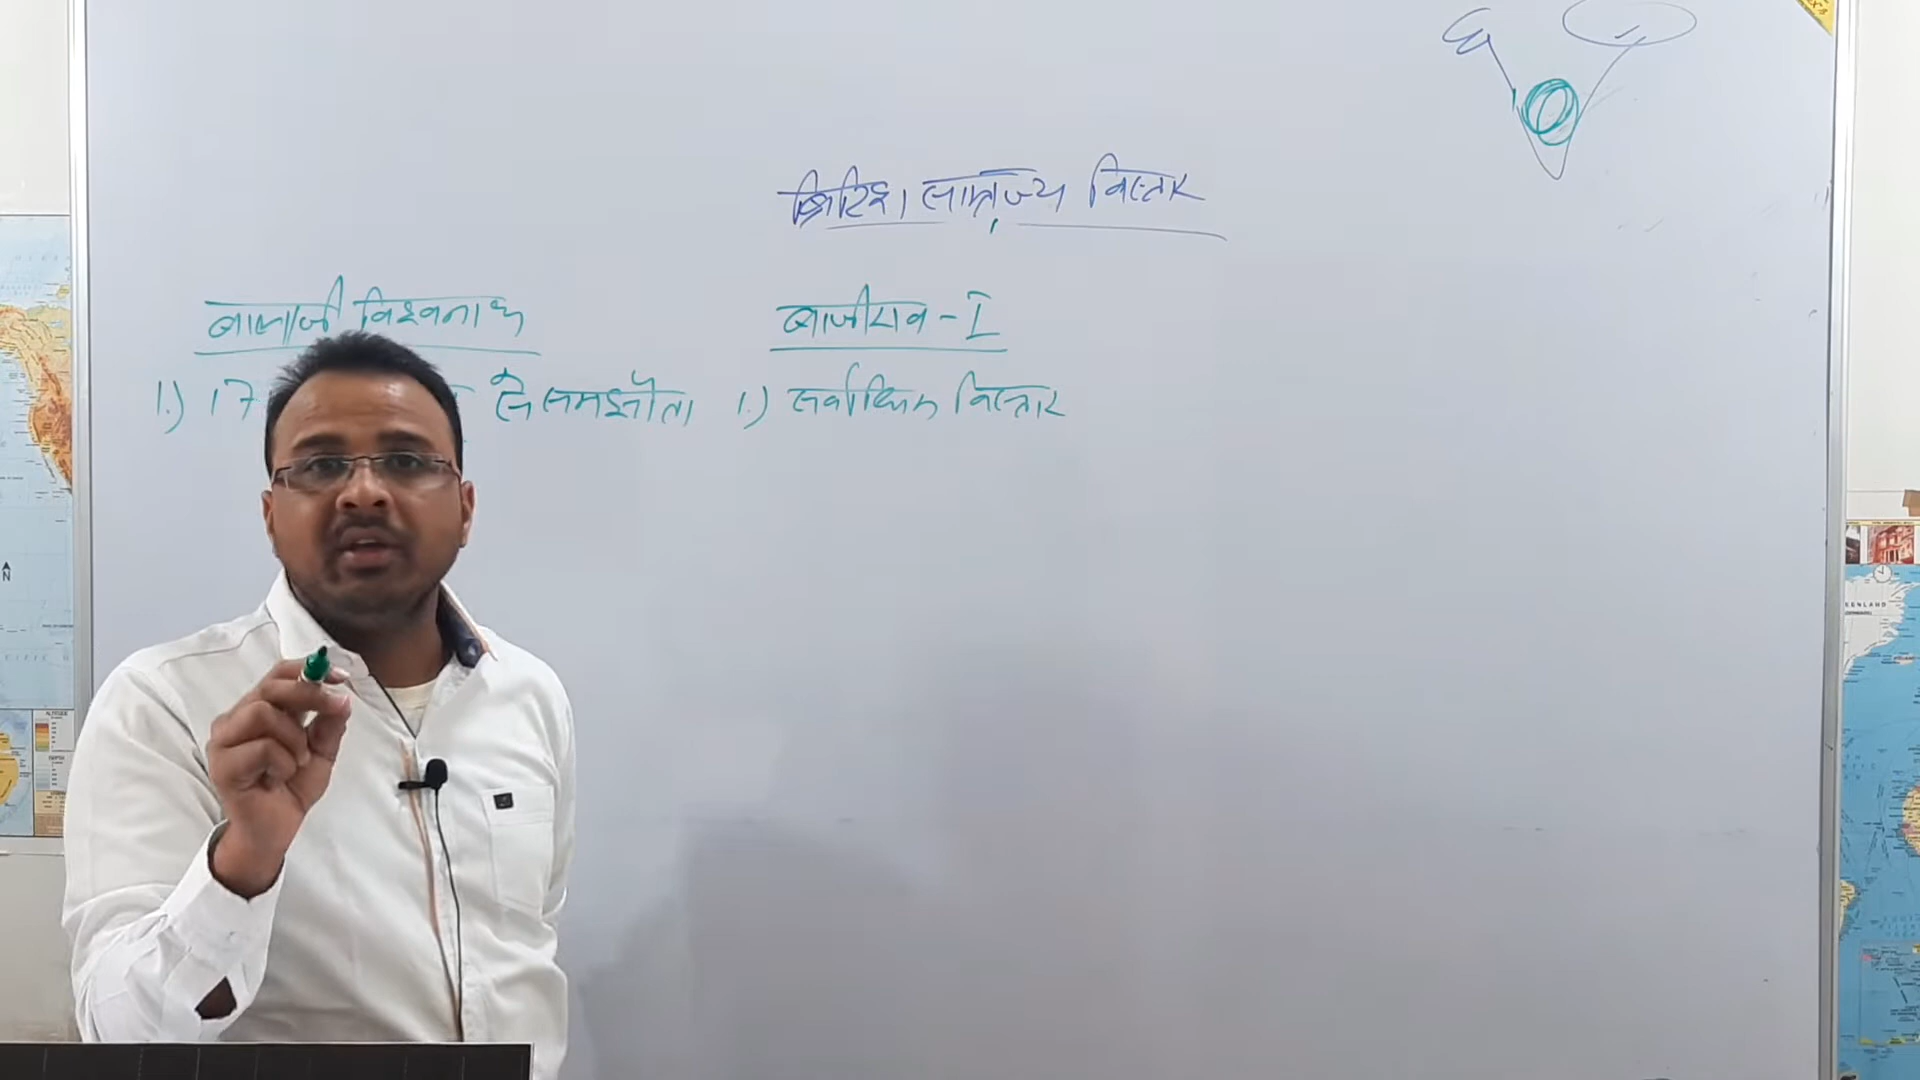 ब्रिटिश साम्राज्य विस्तार
बालाजी विश्वनाथ
बाजीराव - I
1.) 17 से समझौता
1.) सर्वाधिक विस्तार
N